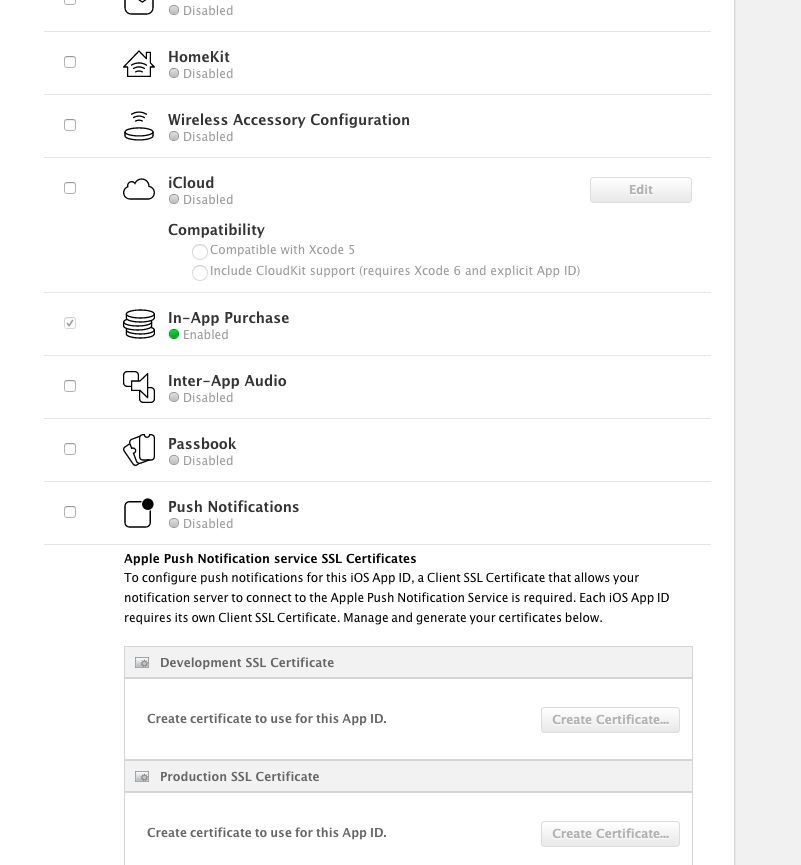 Disabled
HomeKit
Disabled
Wireless Accessory Configuration
Disabled
iCloud
Disabled
Edit
Compatibility
Compatible with Xcode 5
Include CloudKit support (requires Xcode 6 and explicit App ID)
In-App Purchase
Enabled
Inter-App Audio
Disabled
Passbook
Disabled
Push Notifications
Disabled
Apple Push Notification service SSL Certificates
To configure push notifications for this iOS App ID, a Client SSL Certificate that allows your
notification server to connect to the Apple Push Notification Service is required. Each iOS App ID
requires its own Client SSL Certificate. Manage and generate your certificates below.
Development SSL Certificate
Create certificate to use for this App ID.
Create Certificate...
Production SSL Certificate
Create certificate to use for this App ID.
Create Certificate...